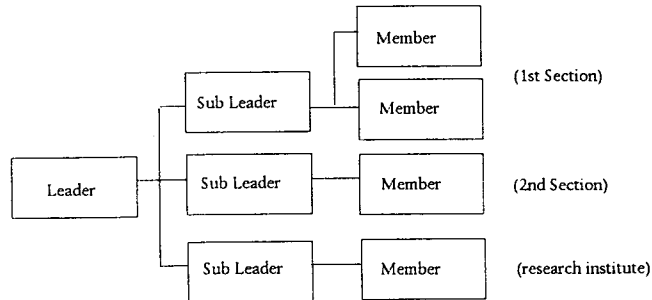 Member
(1st Section)
Sub Leader
Member
Leader
Sub Leader
Member
(2nd Section)
Sub Leader
Member
(research institute)